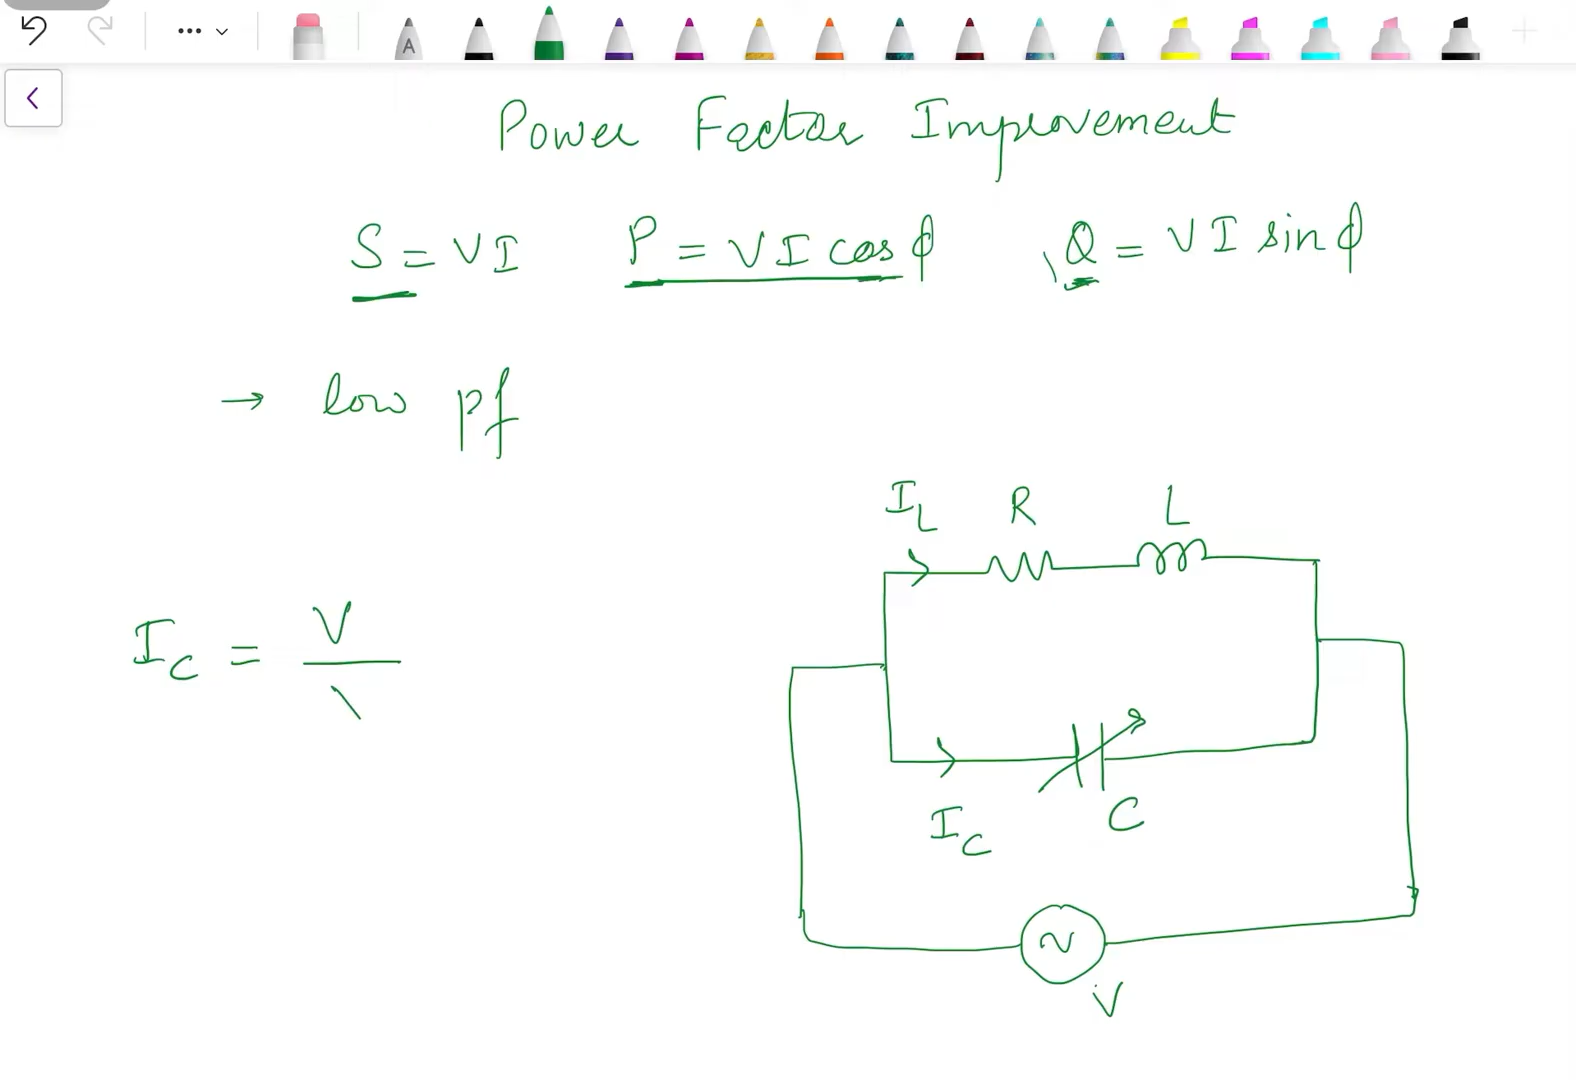 A
Power Factor Improvement
S = VI P = VI cos ϕ Q = VI sin ϕ
→ low pf
I_L R L
I_C = V
I_C C
V